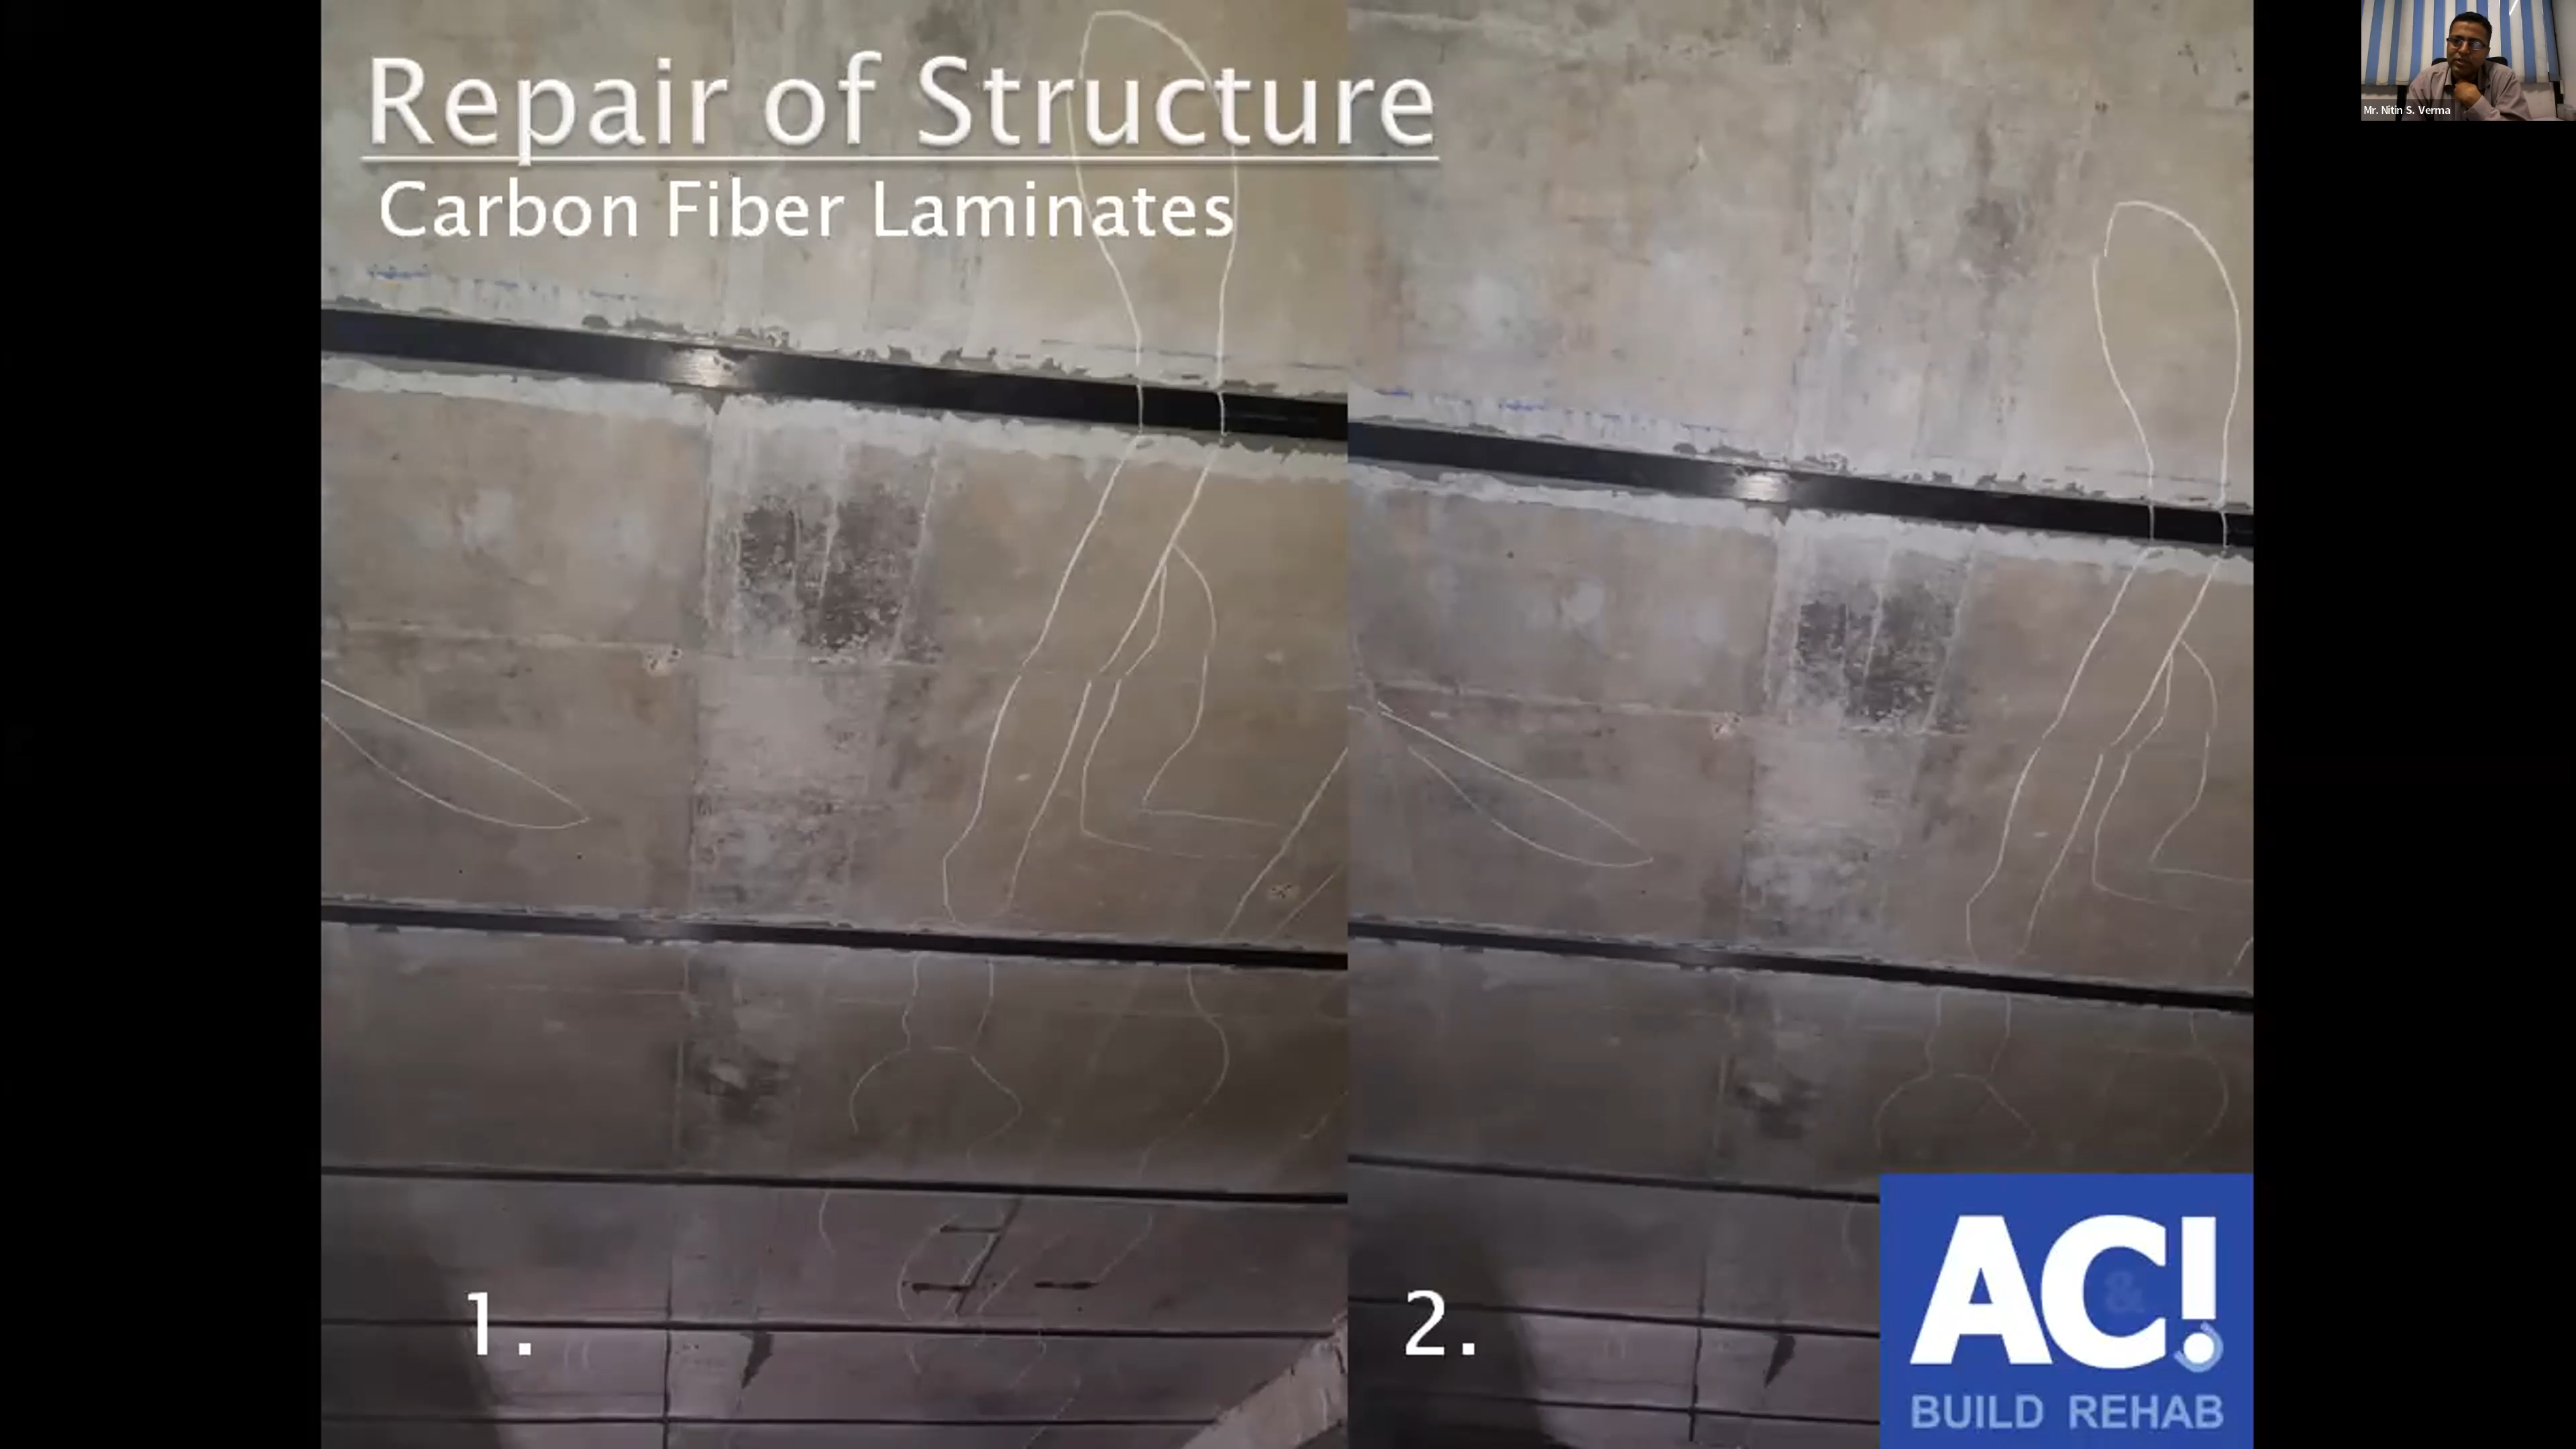 Repair of Structure
Carbon Fiber Laminates
Mr. Nitin S. Verma
1.
2.
AC!
&
BUILD REHAB